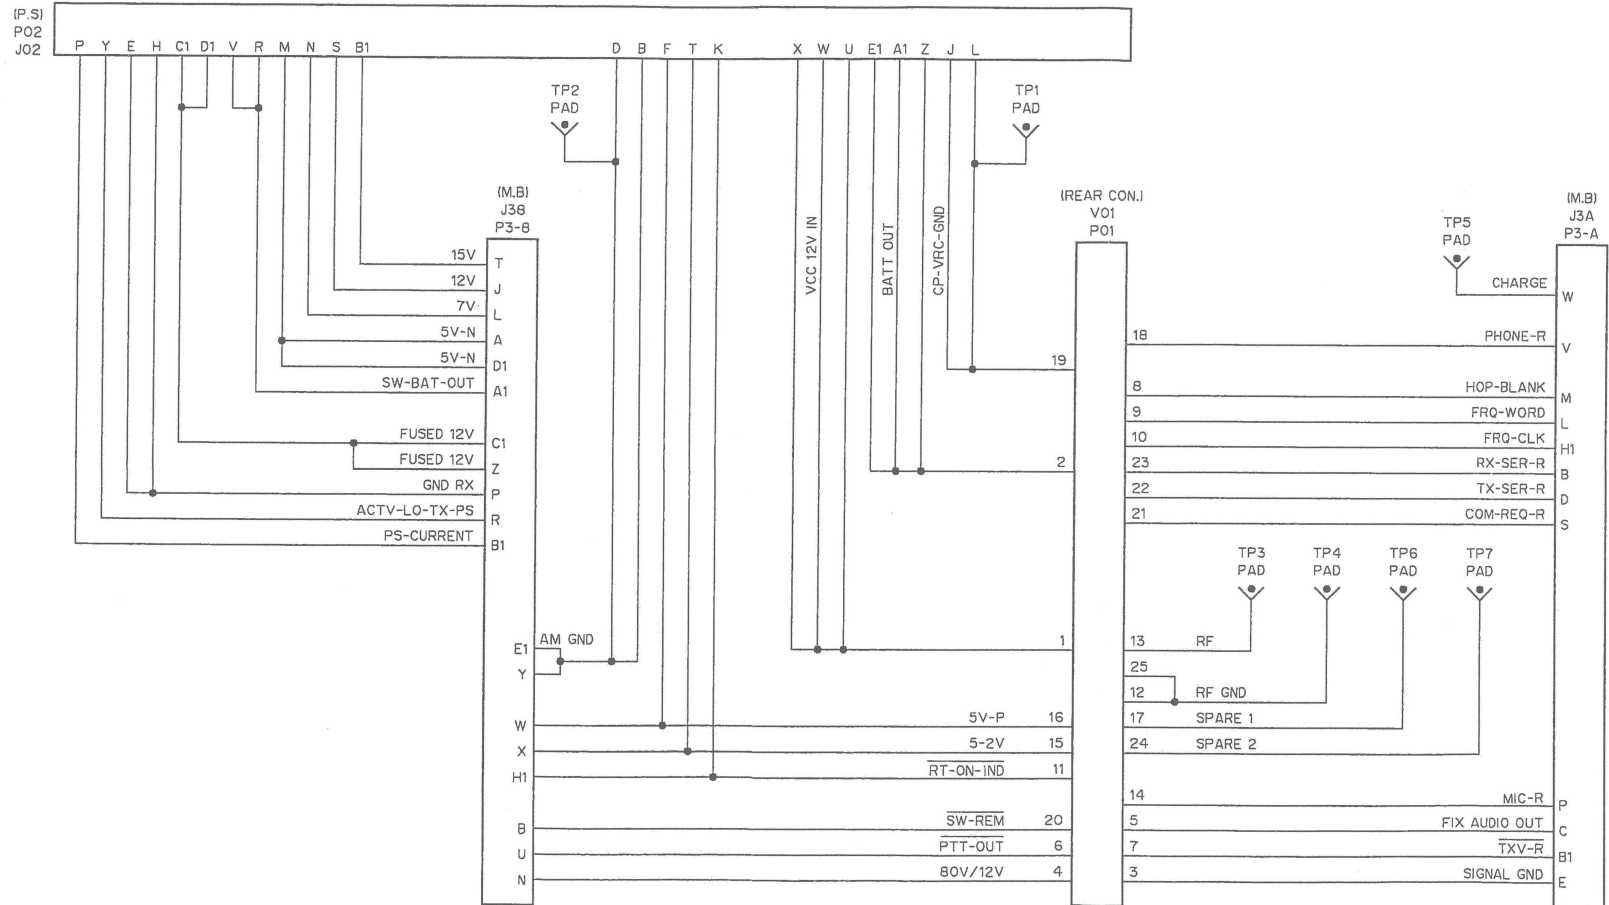 (P.S)
P02
J02
P Y E H C1 D1 V R M N S B1 D B F T K X W U E1 A1 Z J L
TP2
PAD
TP1
PAD
(M.B)
J38
P3-8
15V T
12V J
7V L
5V-N A
5V-N D1
SW-BAT-OUT A1
FUSED 12V C1
FUSED 12V Z
GND RX P
ACTV-LO-TX-PS R
PS-CURRENT B1
E1 AM GND
Y
W
X
H1
B
U
N
VCC 12V IN
BATT OUT
CP-VRC-GND
(REAR CON.)
V01
P01
19
2
1
5V-P 16
5-2V 15
RT-ON-IND 11
SW-REM 20
PTT-OUT 6
80V/12V 4
TP5
PAD
(M.B)
J3A
P3-A
CHARGE W
18 PHONE-R V
8 HOP-BLANK M
9 FRQ-WORD L
10 FRQ-CLK H1
23 RX-SER-R B
22 TX-SER-R D
21 COM-REQ-R S
TP3
PAD
TP4
PAD
TP6
PAD
TP7
PAD
13 RF
25
12 RF GND
17 SPARE 1
24 SPARE 2
14 MIC-R P
5 FIX AUDIO OUT C
7 TXV-R B1
3 SIGNAL GND E